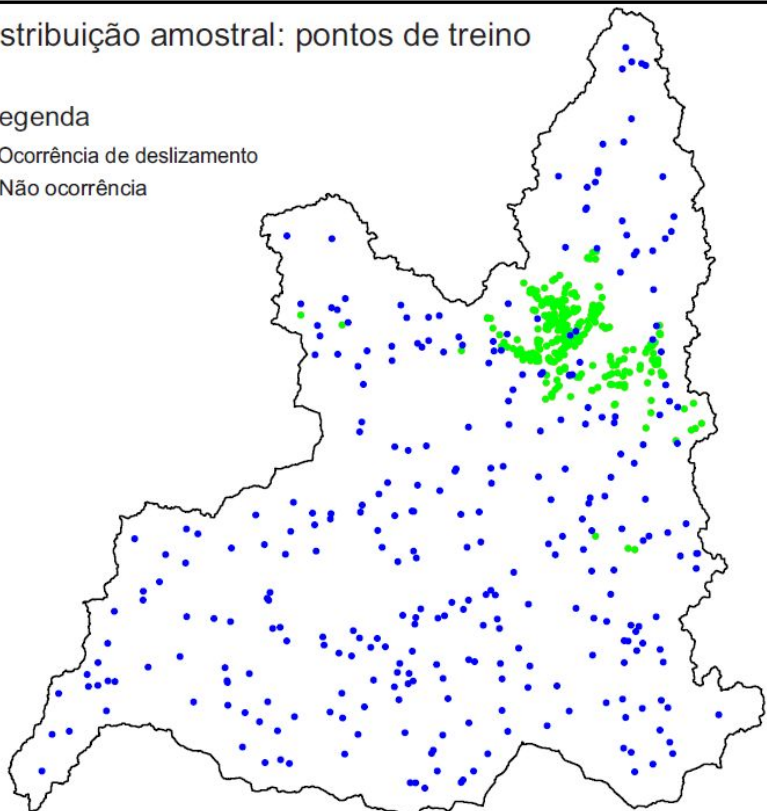 stribuição amostral: pontos de treino
egenda
Ocorrência de deslizamento
Não ocorrência